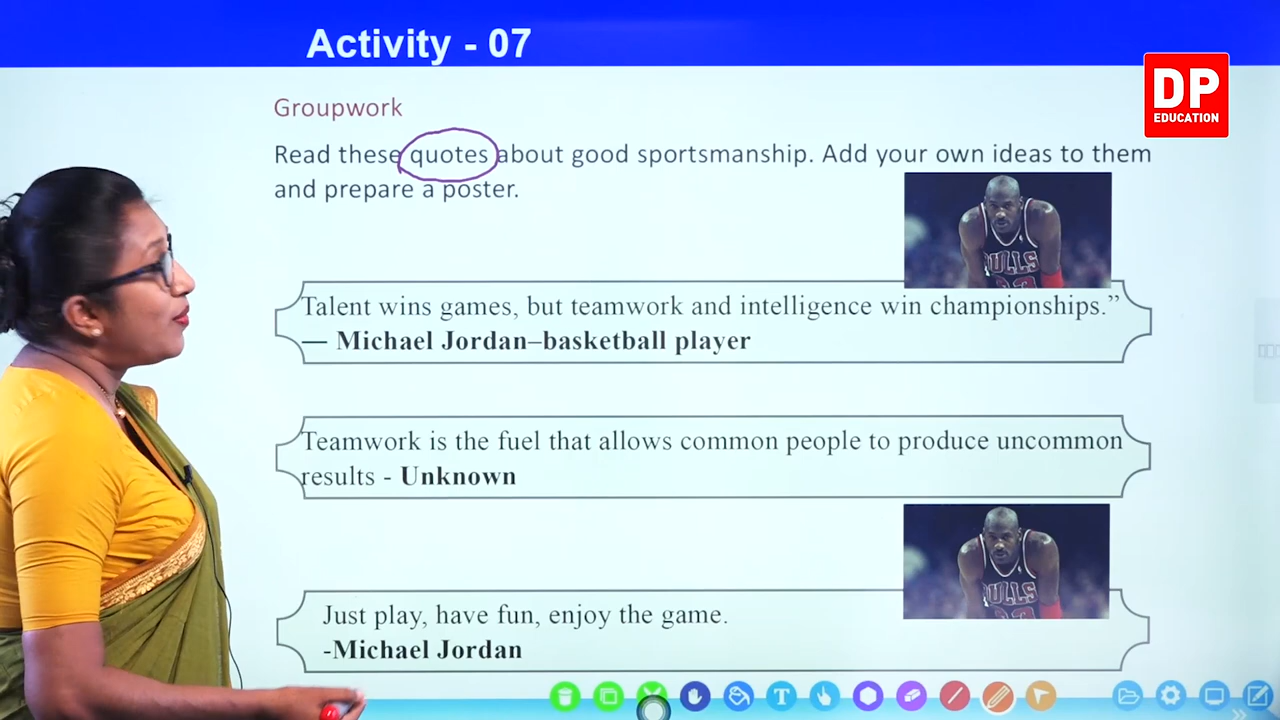 Activity - 07
DP
EDUCATION
Groupwork
Read these quotes about good sportsmanship. Add your own ideas to them
and prepare a poster.
BULLS
Talent wins games, but teamwork and intelligence win championships.”
— Michael Jordan–basketball player
Teamwork is the fuel that allows common people to produce uncommon
results - Unknown
BULLS
Just play, have fun, enjoy the game.
-Michael Jordan
T